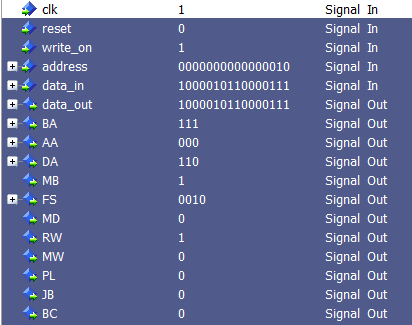 clk 1 Signal In
reset 0 Signal In
write_on 1 Signal In
address 0000000000000010 Signal In
data_in 1000010110000111 Signal In
data_out 1000010110000111 Signal Out
BA 111 Signal Out
AA 000 Signal Out
DA 110 Signal Out
MB 1 Signal Out
FS 0010 Signal Out
MD 0 Signal Out
RW 1 Signal Out
MW 0 Signal Out
PL 0 Signal Out
JB 0 Signal Out
BC 0 Signal Out